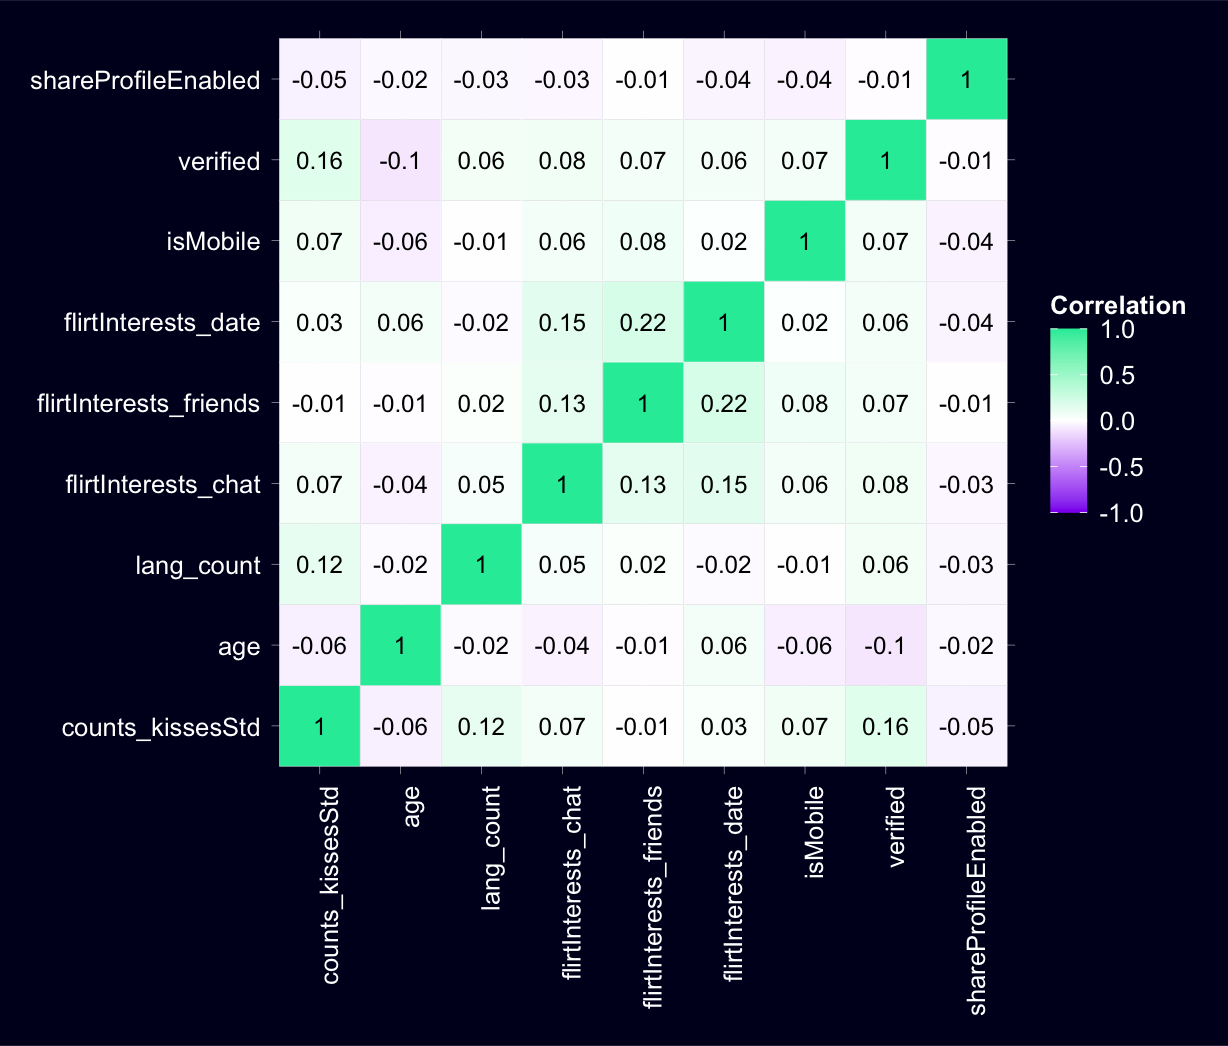 shareProfileEnabled -0.05 -0.02 -0.03 -0.03 -0.01 -0.04 -0.04 -0.01 1
verified 0.16 -0.1 0.06 0.08 0.07 0.06 0.07 1 -0.01
isMobile 0.07 -0.06 -0.01 0.06 0.08 0.02 1 0.07 -0.04
flirtInterests_date 0.03 0.06 -0.02 0.15 0.22 1 0.02 0.06 -0.04
flirtInterests_friends -0.01 -0.01 0.02 0.13 1 0.22 0.08 0.07 -0.01
flirtInterests_chat 0.07 -0.04 0.05 1 0.13 0.15 0.06 0.08 -0.03
lang_count 0.12 -0.02 1 0.05 0.02 -0.02 -0.01 0.06 -0.03
age -0.06 1 -0.02 -0.04 -0.01 0.06 -0.06 -0.1 -0.02
counts_kissesStd 1 -0.06 0.12 0.07 -0.01 0.03 0.07 0.16 -0.05
counts_kissesStd
age
lang_count
flirtInterests_chat
flirtInterests_friends
flirtInterests_date
isMobile
verified
shareProfileEnabled
Correlation
1.0
0.5
0.0
-0.5
-1.0